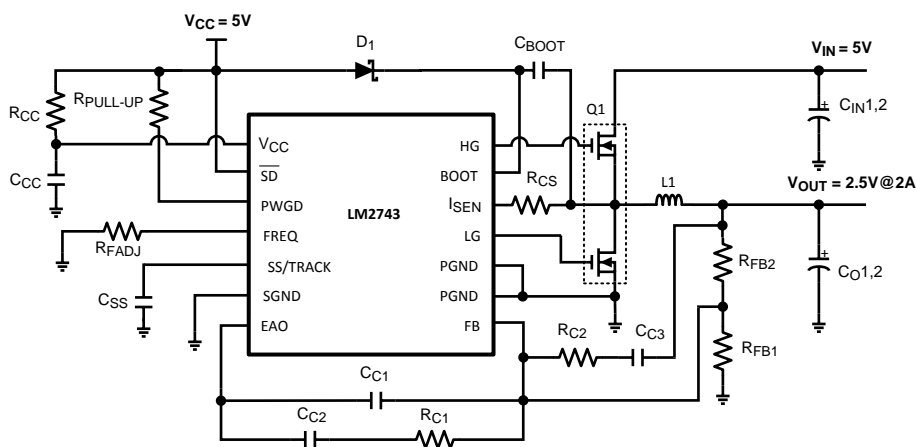 VCC = 5V
D1
CBOOT
VIN = 5V
RCC
RPULL-UP
Q1
CIN1,2
+
VCC
HG
CCC
SD
BOOT
RCS
L1
VOUT = 2.5V@2A
PWGD
LM2743
ISEN
FREQ
LG
RFADJ
RFB2
+
CO1,2
SS/TRACK
PGND
CSS
SGND
PGND
EAO
FB
RC2
CC3
RFB1
CC1
CC2
RC1